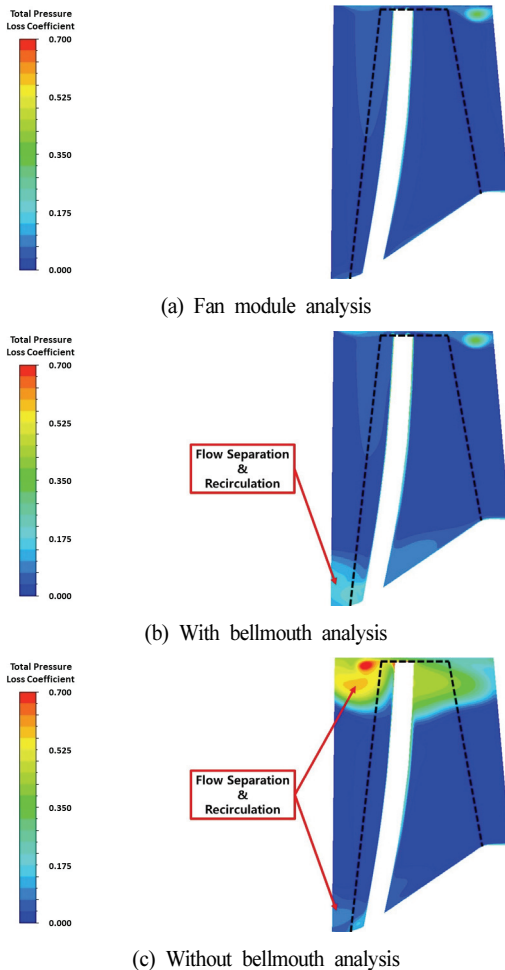 Total Pressure
Loss Coefficient
0.700
0.525
0.350
0.175
0.000
(a) Fan module analysis
Total Pressure
Loss Coefficient
0.700
0.525
0.350
0.175
0.000
Flow Separation
&
Recirculation
(b) With bellmouth analysis
Total Pressure
Loss Coefficient
0.700
0.525
0.350
0.175
0.000
Flow Separation
&
Recirculation
(c) Without bellmouth analysis